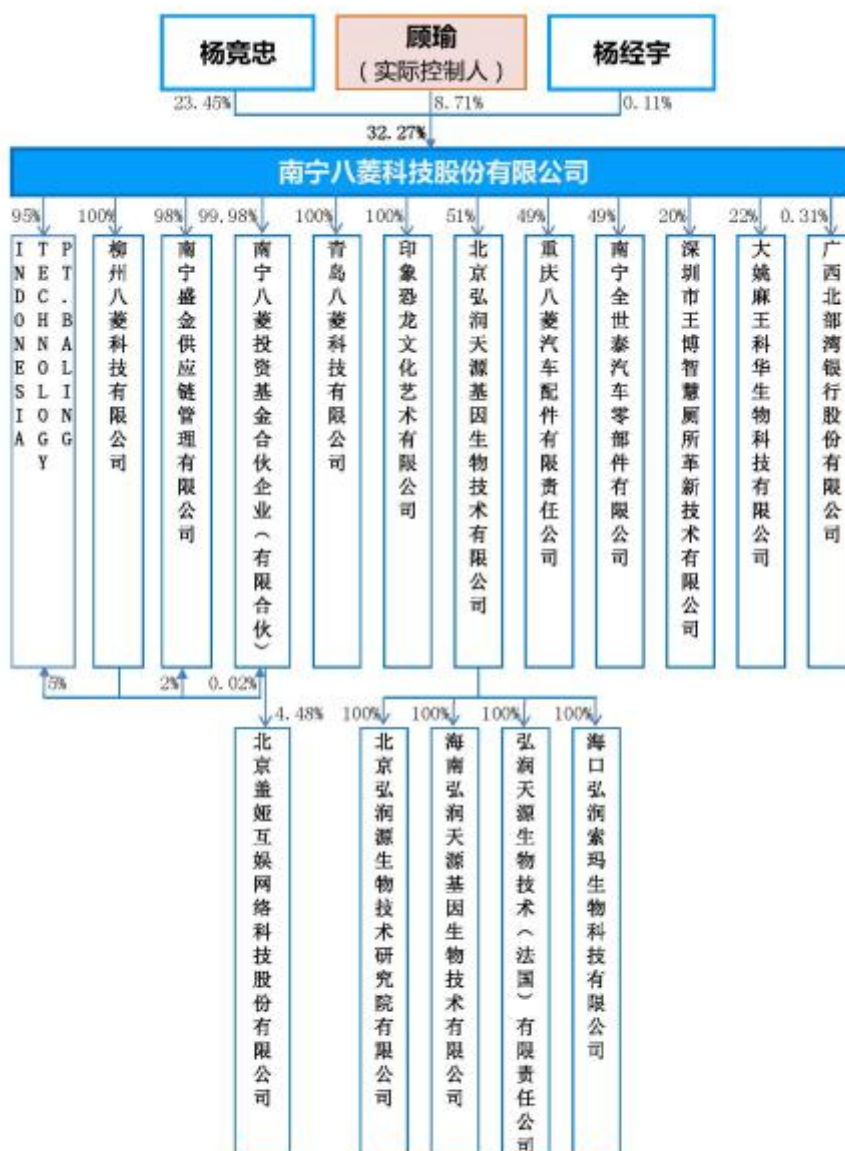 杨竞忠
顾瑜
(实际控制人)
杨经宇
23.45%
8.71%
0.11%
32.27%
南宁八菱科技股份有限公司
95%
100%
98%
99.98%
100%
100%
51%
49%
49%
20%
22%
0.31%
PT.BALING
TECHNOLOGY
INDONESIA
柳州八菱科技有限公司
南宁盛金供应链管理有限公司
南宁八菱投资基金合伙企业(有限合伙)
青岛八菱科技有限公司
印象恐龙文化艺术有限公司
北京弘润天源基因生物技术有限公司
重庆八菱汽车配件有限责任公司
南宁全世泰汽车零部件有限公司
深圳市王博智慧厕所革新技术有限公司
大姚麻王科华生物科技有限公司
广西北部湾银行股份有限公司
5%
2%
0.02%
4.48%
100%
100%
100%
100%
北京盖娅互娱网络科技股份有限公司
北京弘润源生物技术研究院有限公司
海南弘润天源基因生物技术有限公司
弘润天源生物技术(法国)有限责任公司
海口弘润索玛生物科技有限公司